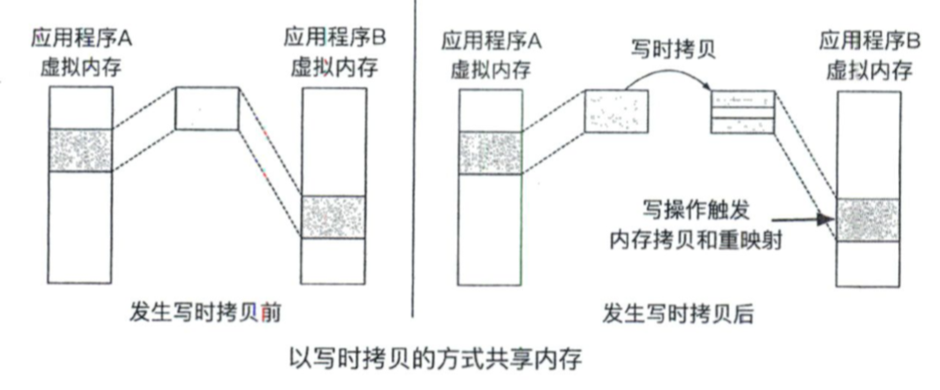 应用程序A
虚拟内存
应用程序B
虚拟内存
发生写时拷贝前
应用程序A
虚拟内存
写时拷贝
应用程序B
虚拟内存
写操作触发
内存拷贝和重映射
发生写时拷贝后
以写时拷贝的方式共享内存